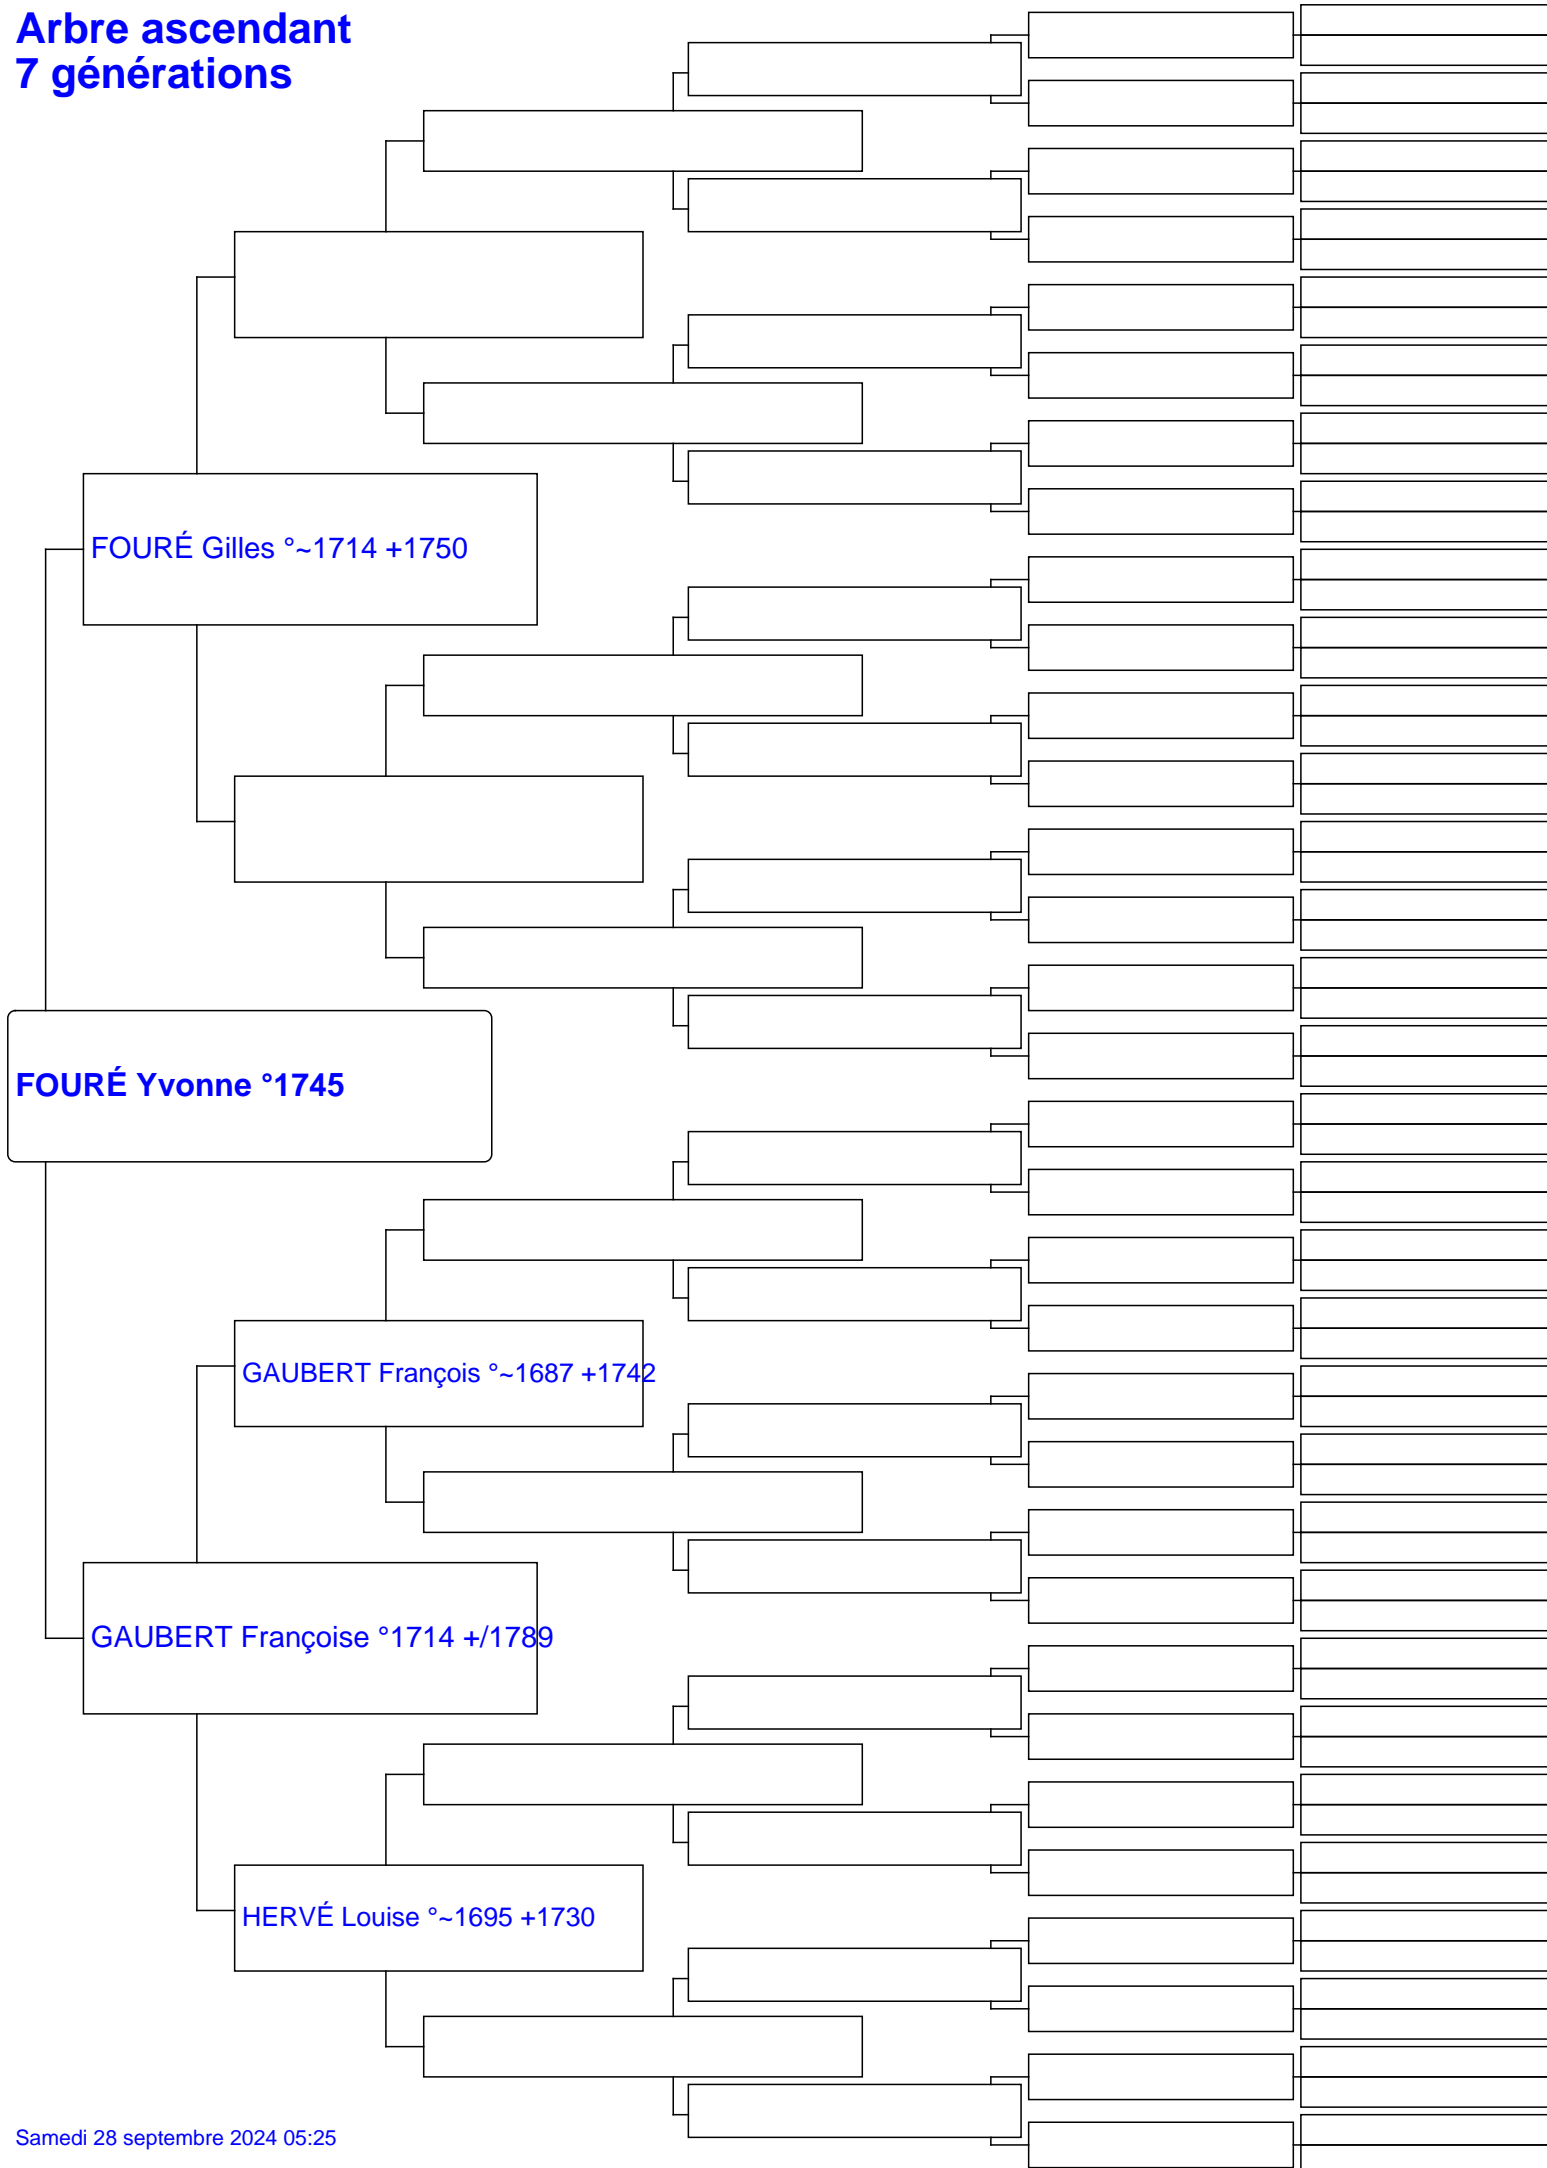 Arbre ascendant
7 générations
FOURÉ Gilles °~1714 +1750
FOURÉ Yvonne °1745
GAUBERT François °~1687 +1742
GAUBERT Françoise °1714 +/1789
HERVÉ Louise °~1695 +1730
Samedi 28 septembre 2024 05:25